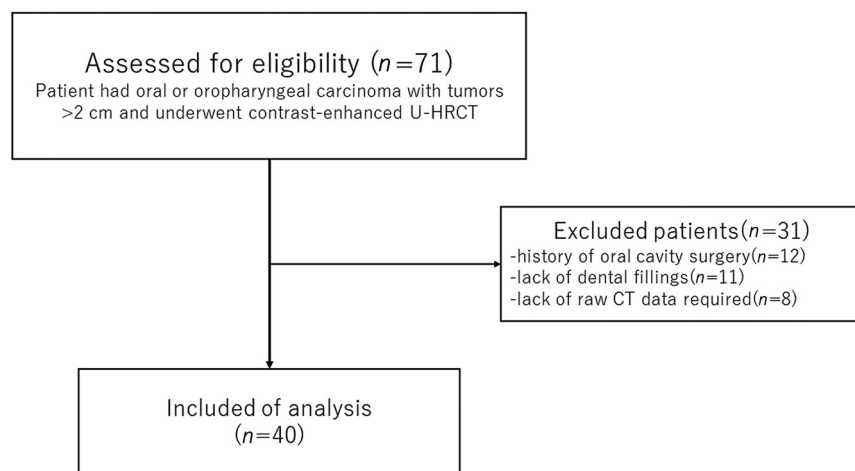 Assessed for eligibility (n=71)
Patient had oral or oropharyngeal carcinoma with tumors
>2 cm and underwent contrast-enhanced U-HRCT
Excluded patients(n=31)
-history of oral cavity surgery(n=12)
-lack of dental fillings(n=11)
-lack of raw CT data required(n=8)
Included of analysis
(n=40)